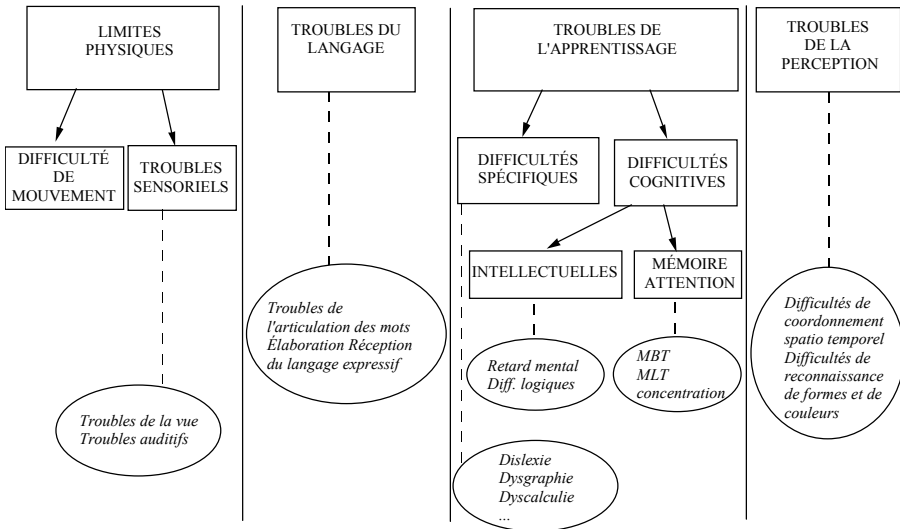 LIMITES
PHYSIQUES
DIFFICULTÉ
DE
MOUVEMENT
TROUBLES
SENSORIELS
Troubles de la vue
Troubles auditifs
TROUBLES DU
LANGAGE
Troubles de
l'articulation des mots
Élaboration Réception
du langage expressif
TROUBLES DE
L'APPRENTISSAGE
DIFFICULTÉS
SPÉCIFIQUES
DIFFICULTÉS
COGNITIVES
INTELLECTUELLES
MÉMOIRE
ATTENTION
Retard mental
Diff. logiques
MBT
MLT
concentration
Dislexie
Dysgraphie
Dyscalculie
...
TROUBLES
DE LA
PERCEPTION
Difficultés de
coordonnement
spatio temporel
Difficultés de
reconnaissance
de formes et de
couleurs